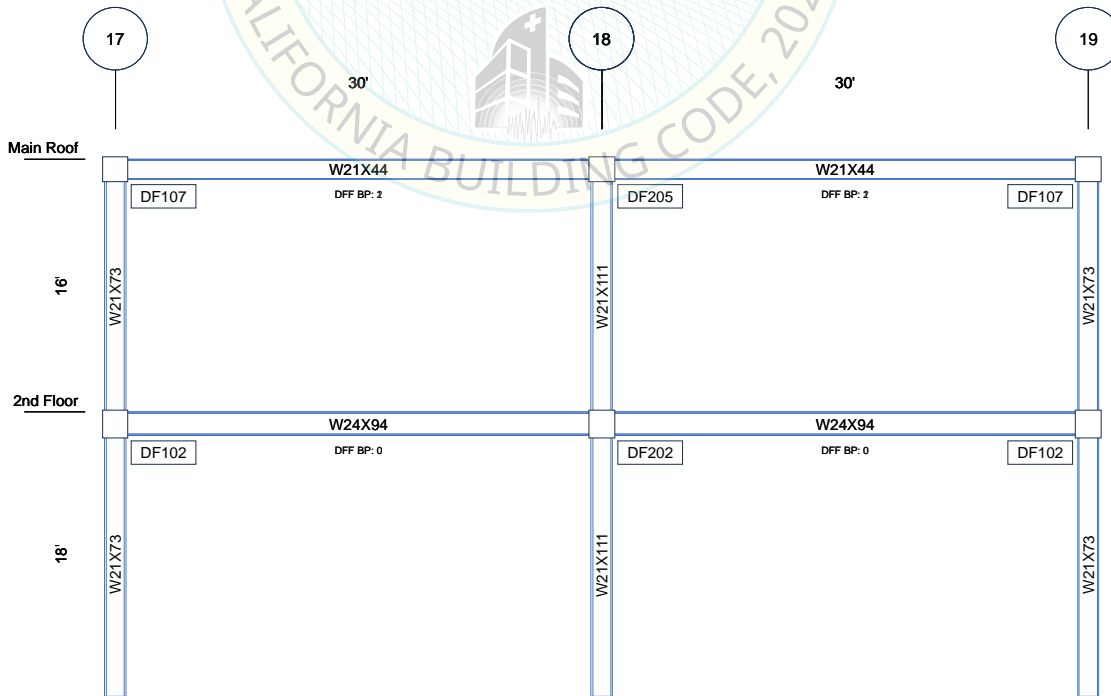 17
18
19
30'
30'
CALIFORNIA BUILDING CODE, 202
Main Roof
W21X44
W21X44
DF107
DFF BP: 2
DF205
DFF BP: 2
DF107
16'
W21X73
W21X111
W21X73
2nd Floor
W24X94
W24X94
DF102
DFF BP: 0
DF202
DFF BP: 0
DF102
18'
W21X73
W21X111
W21X73